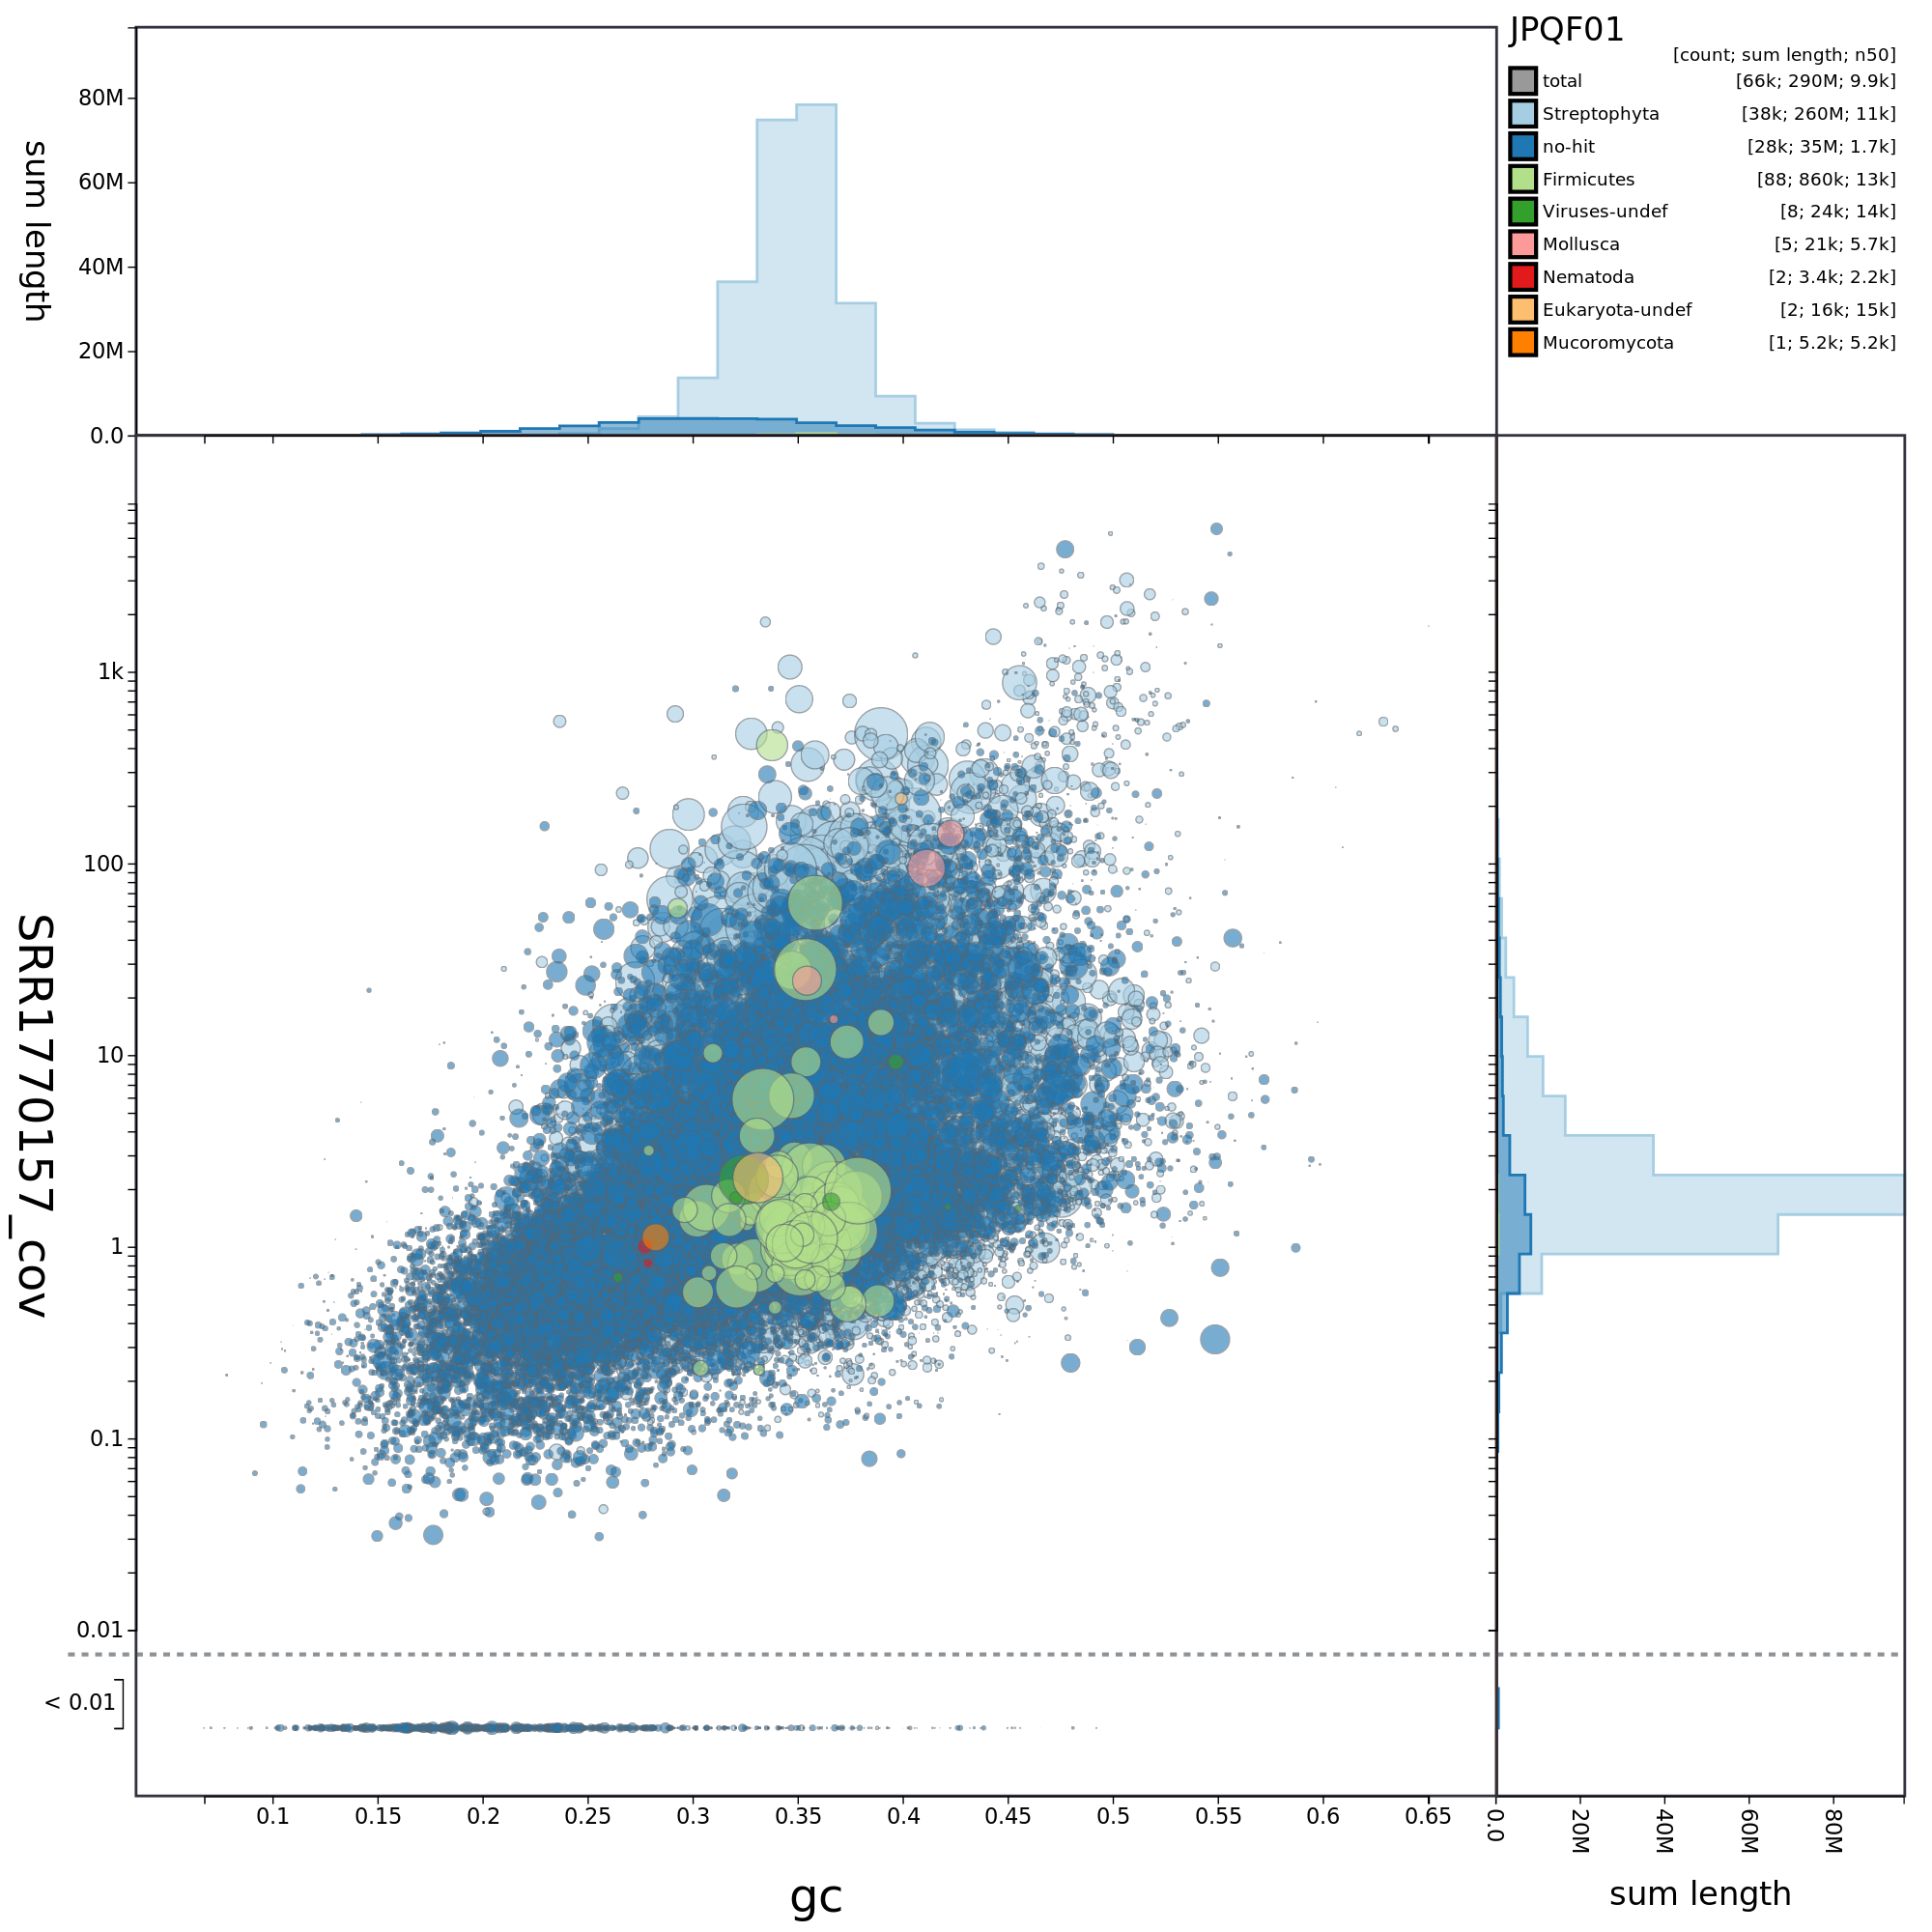 JPQF01
[count; sum length; n50]
total [66k; 290M; 9.9k]
Streptophyta [38k; 260M; 11k]
no-hit [28k; 35M; 1.7k]
Firmicutes [88; 860k; 13k]
Viruses-undef [8; 24k; 14k]
Mollusca [5; 21k; 5.7k]
Nematoda [2; 3.4k; 2.2k]
Eukaryota-undef [2; 16k; 15k]
Mucoromycota [1; 5.2k; 5.2k]
sum length
80M
60M
40M
20M
0.0
SRR1770157_cov
1k
100
10
1
0.1
0.01
< 0.01
0.1 0.15 0.2 0.25 0.3 0.35 0.4 0.45 0.5 0.55 0.6 0.65
gc
0.0 20M 40M 60M 80M
sum length